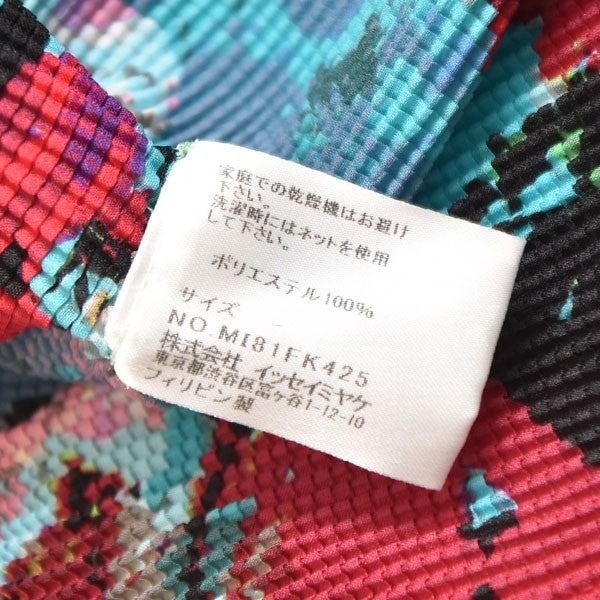 家庭での乾燥機はお避け
下さい。
洗濯時にはネットを使用
して下さい。
ポリエステル100%
サイズ -
NO.MI81FK425
株式会社 イッセイミヤケ
東京都渋谷区富ヶ谷1-12-10
フィリピン製